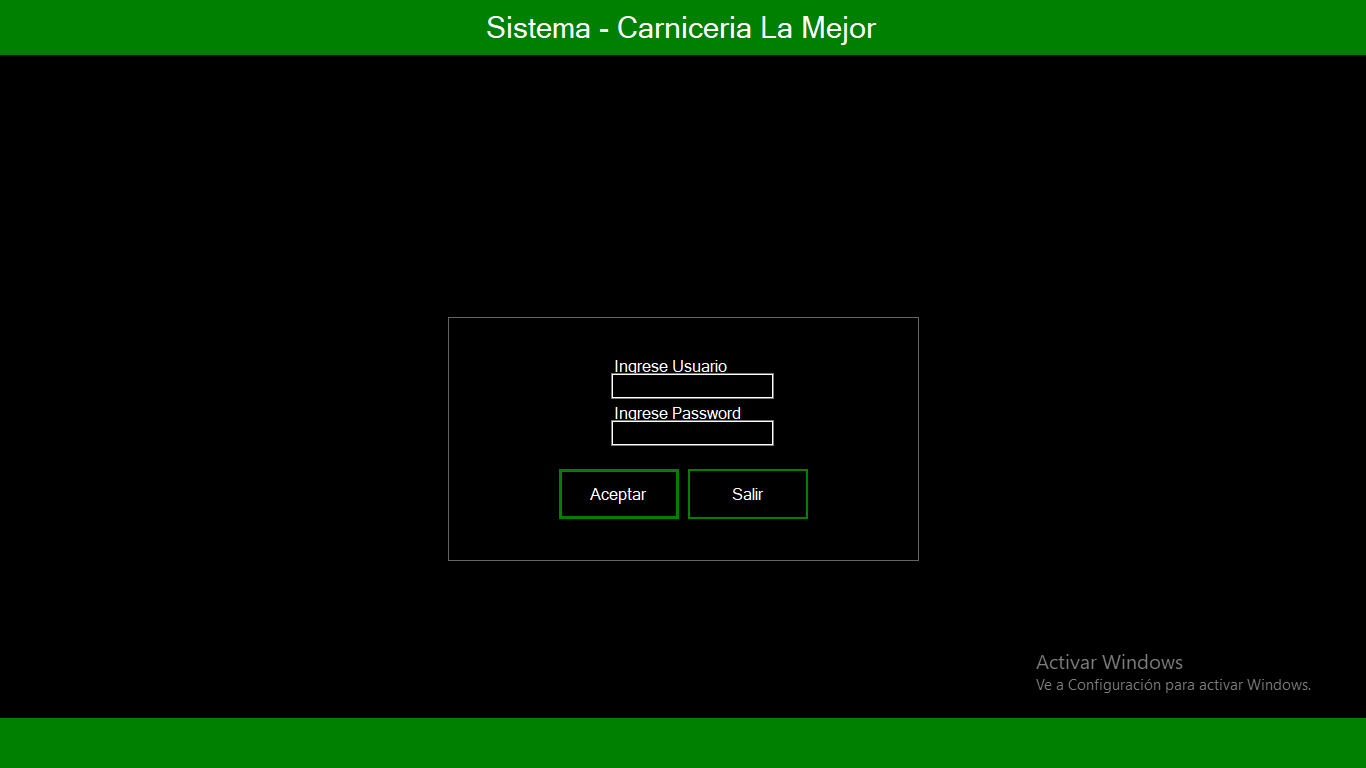 Sistema - Carniceria La Mejor
Ingrese Usuario
Ingrese Password
Aceptar
Salir
Activar Windows
Ve a Configuración para activar Windows.